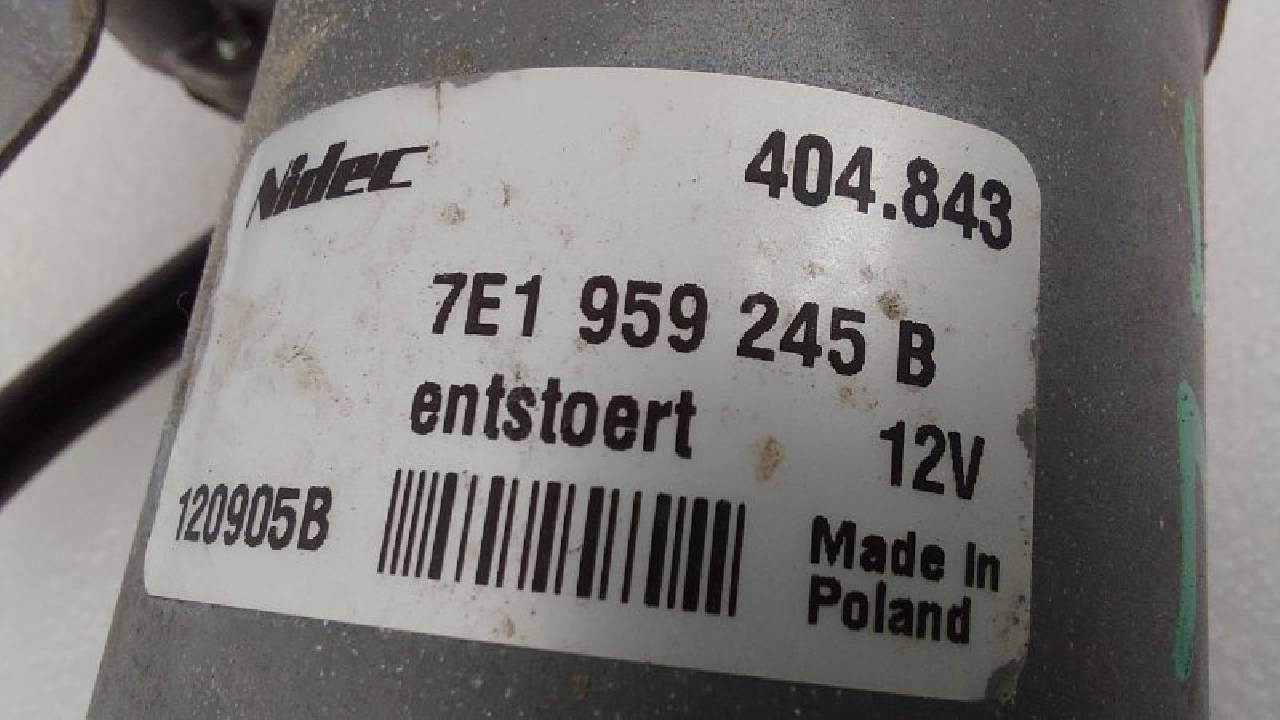 Nidec
404.843
7E1 959 245 B
entstoert
12V
120905B
Made In
Poland